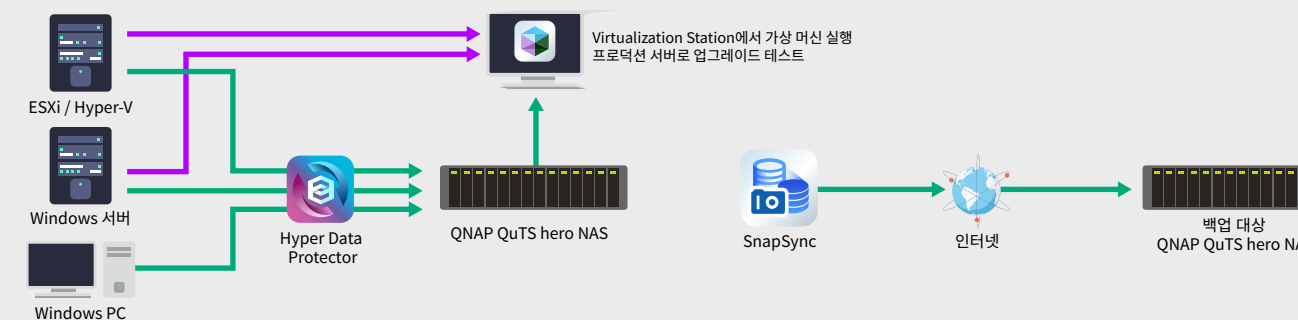 Virtualization Station에서 가상 머신 실행
프로덕션 서버로 업그레이드 테스트
ESXi / Hyper-V
Windows 서버
Windows PC
Hyper Data
Protector
QNAP QuTS hero NAS
SnapSync
인터넷
백업 대상
QNAP QuTS hero